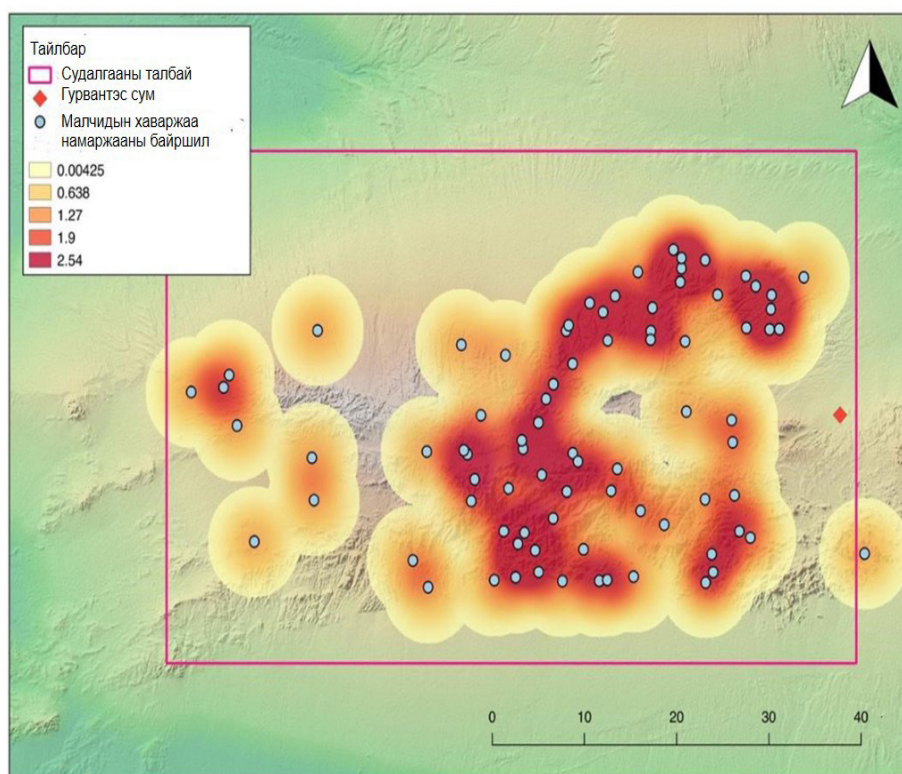 Тайлбар
Судалгааны талбай
Гурвантэс сум
Малчидын хаваржаа
намаржааны байршил
0.00425
0.638
1.27
1.9
2.54
0 10 20 30 40